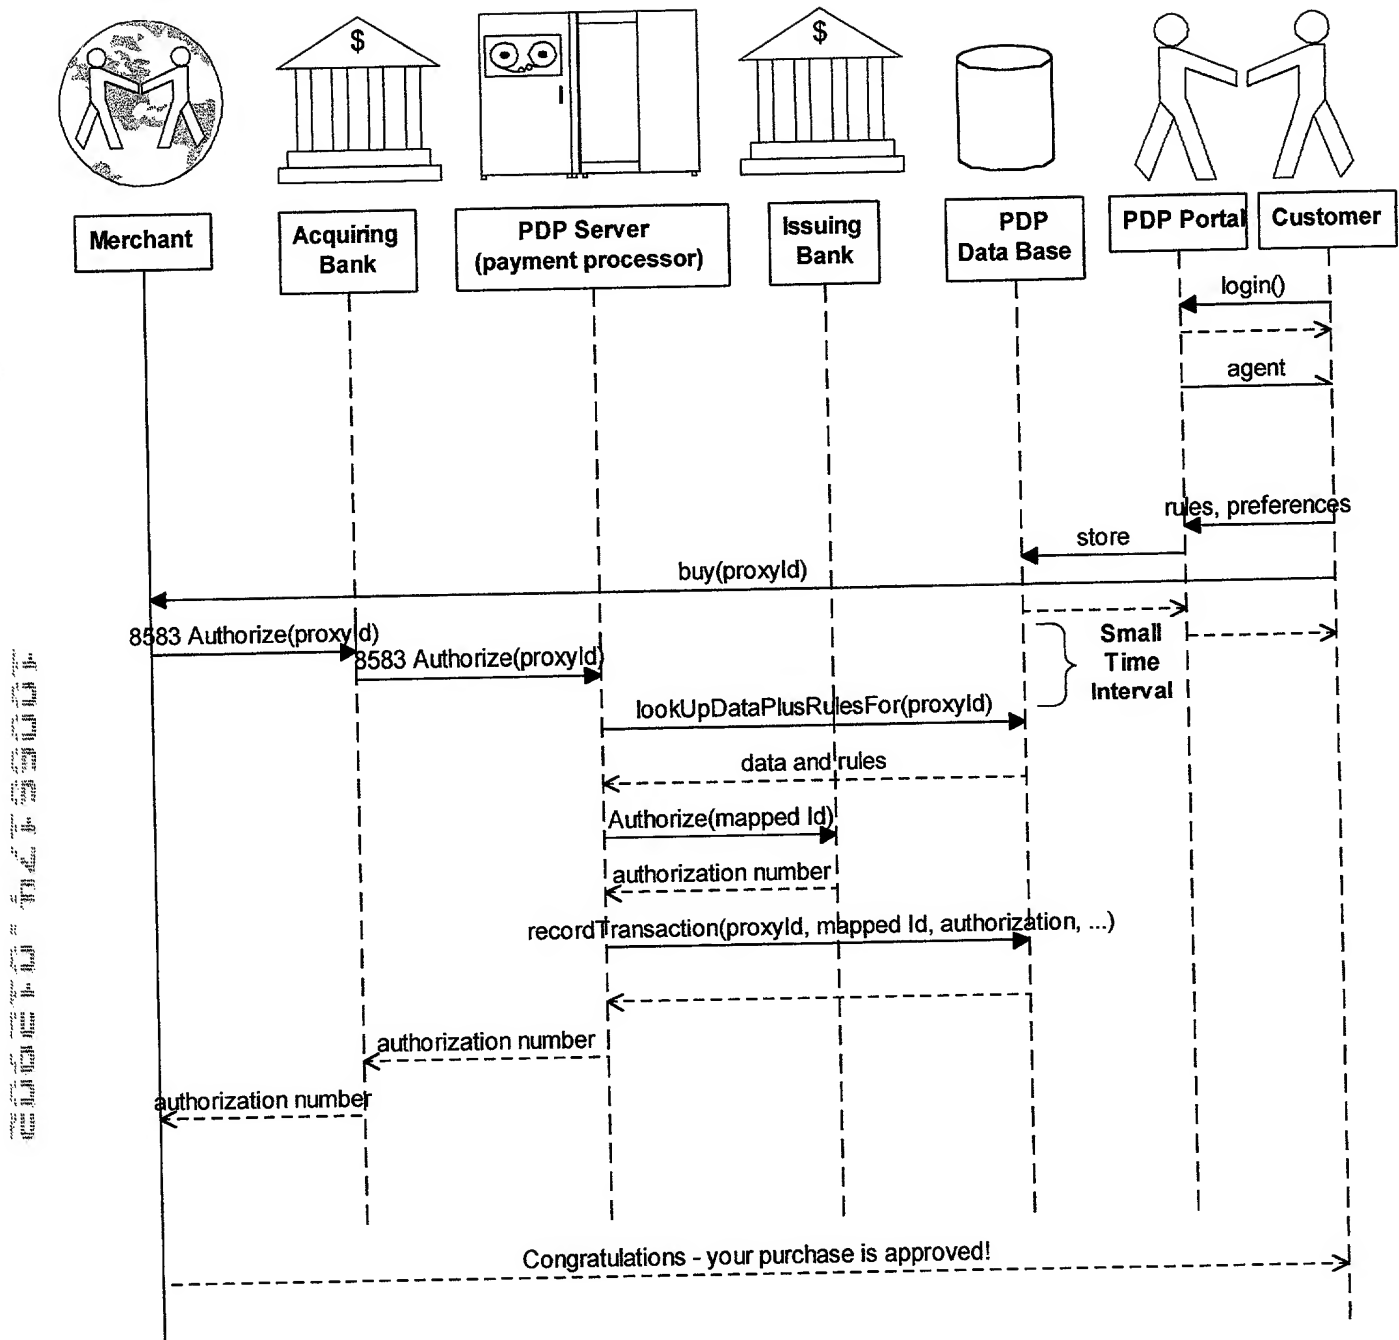 $
$
Merchant
Acquiring
Bank
PDP Server
(payment processor)
Issuing
Bank
PDP
Data Base
PDP Portal
Customer
login()
agent
rules, preferences
store
buy(proxyId)
8583 Authorize(proxyId)
8583 Authorize(proxyId)
Small
Time
Interval
lookUpDataPlusRulesFor(proxyId)
data and rules
Authorize(mapped Id)
authorization number
recordTransaction(proxyId, mapped Id, authorization, ...)
authorization number
authorization number
Congratulations - your purchase is approved!